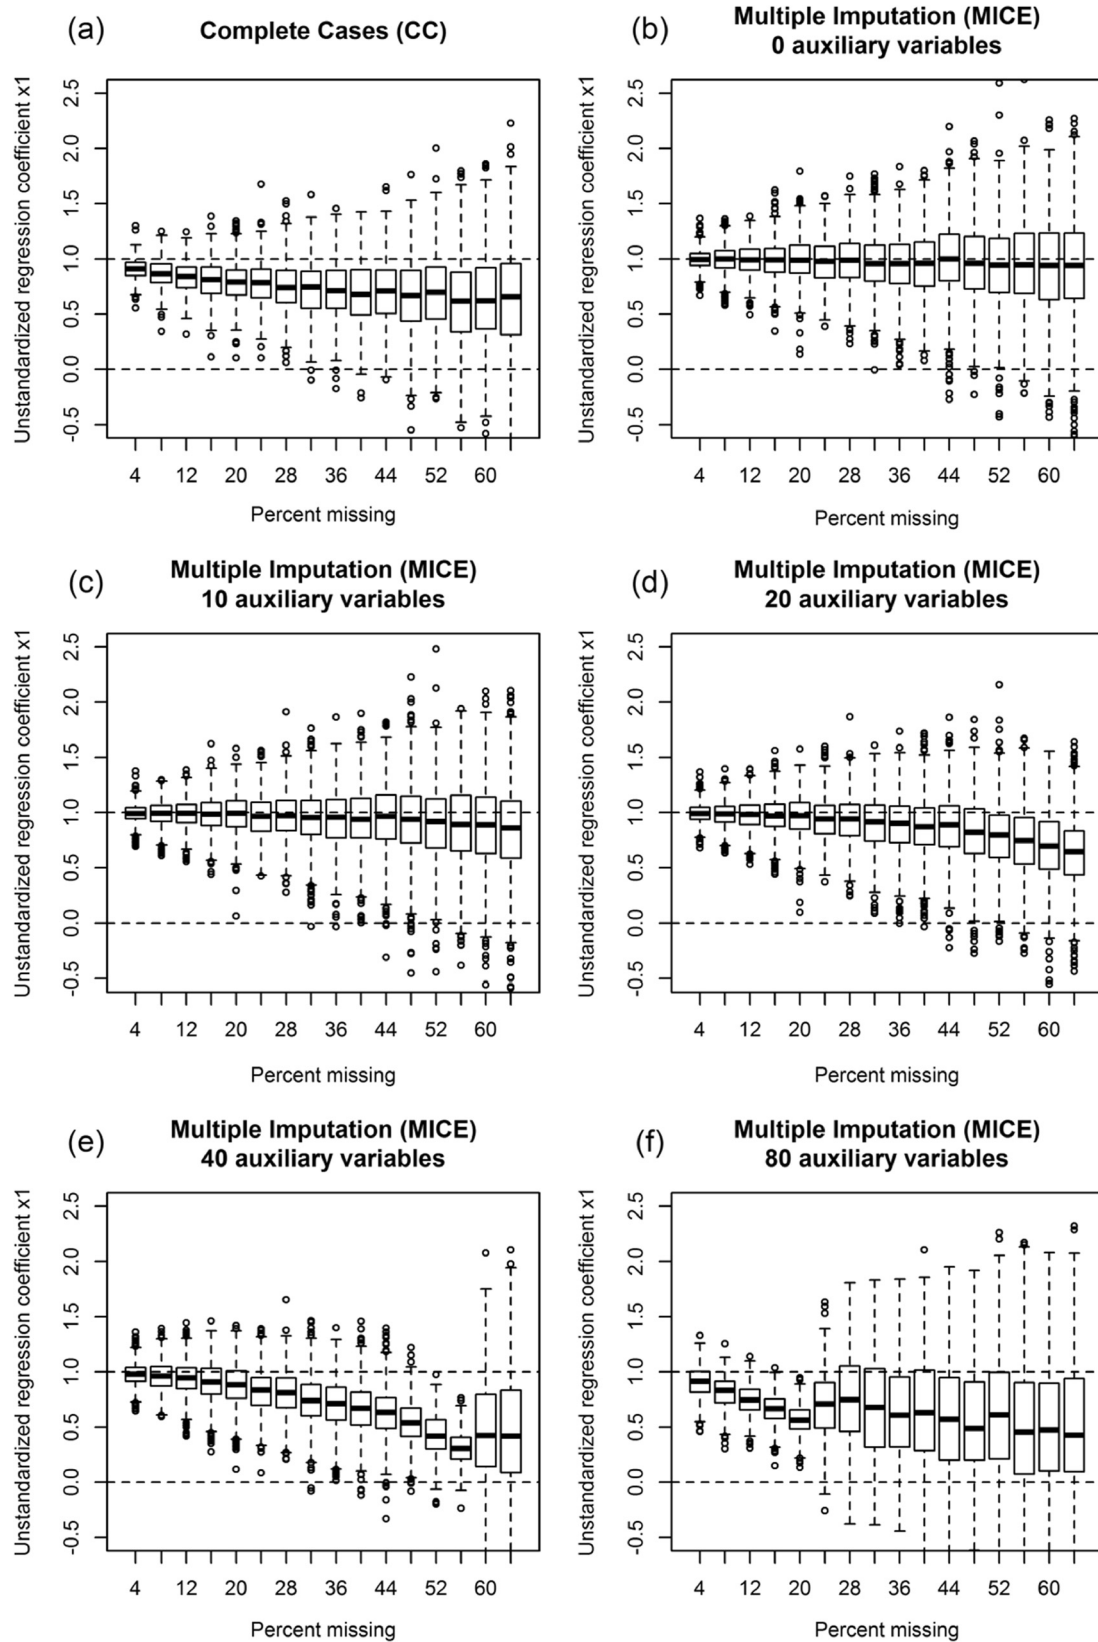 (a)
Complete Cases (CC)
Unstandardized regression coefficient x1
2.5
2.0
1.5
1.0
0.5
0.0
-0.5
4 12 20 28 36 44 52 60
Percent missing
(b)
Multiple Imputation (MICE)
0 auxiliary variables
Unstandardized regression coefficient x1
2.5
2.0
1.5
1.0
0.5
0.0
-0.5
4 12 20 28 36 44 52 60
Percent missing
(c)
Multiple Imputation (MICE)
10 auxiliary variables
Unstandardized regression coefficient x1
2.5
2.0
1.5
1.0
0.5
0.0
-0.5
4 12 20 28 36 44 52 60
Percent missing
(d)
Multiple Imputation (MICE)
20 auxiliary variables
Unstandardized regression coefficient x1
2.5
2.0
1.5
1.0
0.5
0.0
-0.5
4 12 20 28 36 44 52 60
Percent missing
(e)
Multiple Imputation (MICE)
40 auxiliary variables
Unstandardized regression coefficient x1
2.5
2.0
1.5
1.0
0.5
0.0
-0.5
4 12 20 28 36 44 52 60
Percent missing
(f)
Multiple Imputation (MICE)
80 auxiliary variables
Unstandardized regression coefficient x1
2.5
2.0
1.5
1.0
0.5
0.0
-0.5
4 12 20 28 36 44 52 60
Percent missing